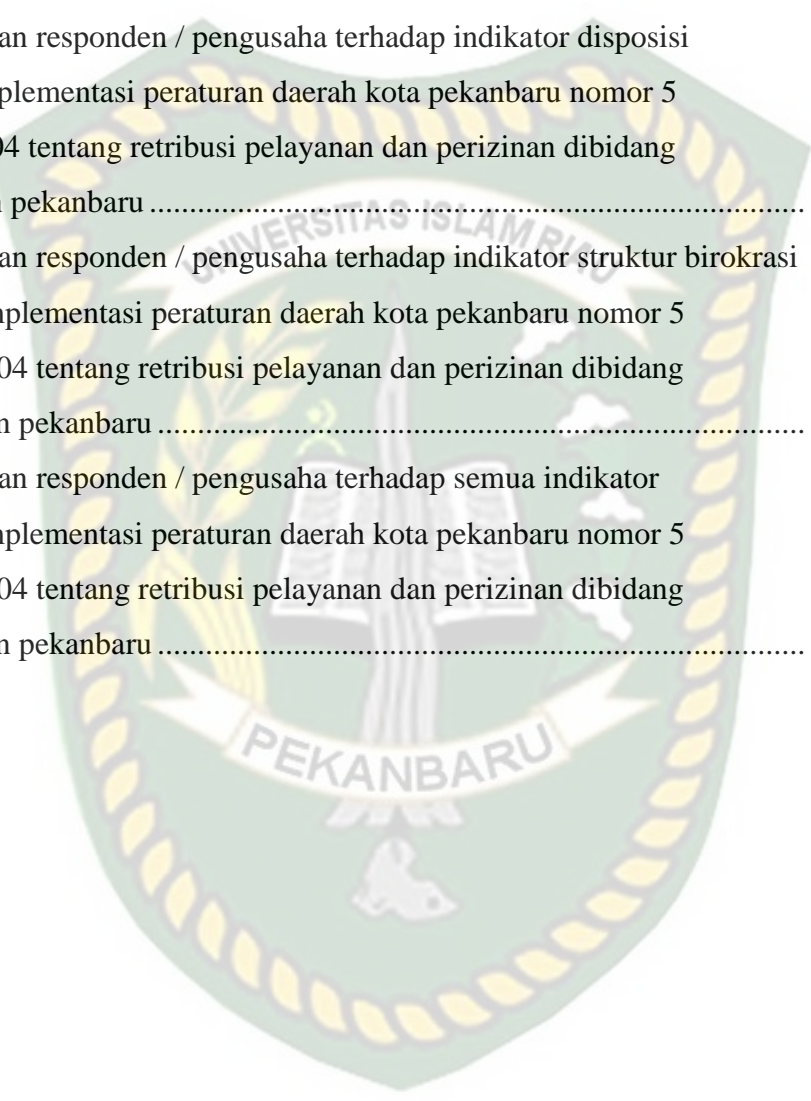 an responden / pengusaha terhadap indikator disposisi
plementasi peraturan daerah kota pekanbaru nomor 5
04 tentang retribusi pelayanan dan perizinan dibidang
pekanbaru ....................................................................................
UNIVERSITAS ISLAM RIAU
an responden / pengusaha terhadap indikator struktur birokrasi
nplementasi peraturan daerah kota pekanbaru nomor 5
04 tentang retribusi pelayanan dan perizinan dibidang
n pekanbaru ...................................................................................
an responden / pengusaha terhadap semua indikator
nplementasi peraturan daerah kota pekanbaru nomor 5
04 tentang retribusi pelayanan dan perizinan dibidang
n pekanbaru ...................................................................................
PEKANBARU